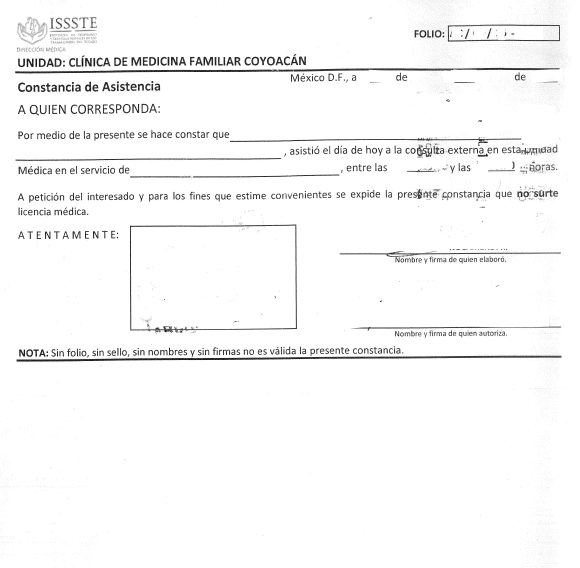 ISSSTE
DIRECCIÓN MÉDICA
FOLIO:
UNIDAD: CLÍNICA DE MEDICINA FAMILIAR COYOACÁN
México D.F., a de de
Constancia de Asistencia
A QUIEN CORRESPONDA:
Por medio de la presente se hace constar que
, asistió el día de hoy a la consulta externa en esta unidad
Médica en el servicio de , entre las y las horas.
A petición del interesado y para los fines que estime convenientes se expide la presente constancia que no surte
licencia médica.
ATENTAMENTE:
Nombre y firma de quien elaboró.
Nombre y firma de quien autoriza.
NOTA: Sin folio, sin sello, sin nombres y sin firmas no es válida la presente constancia.